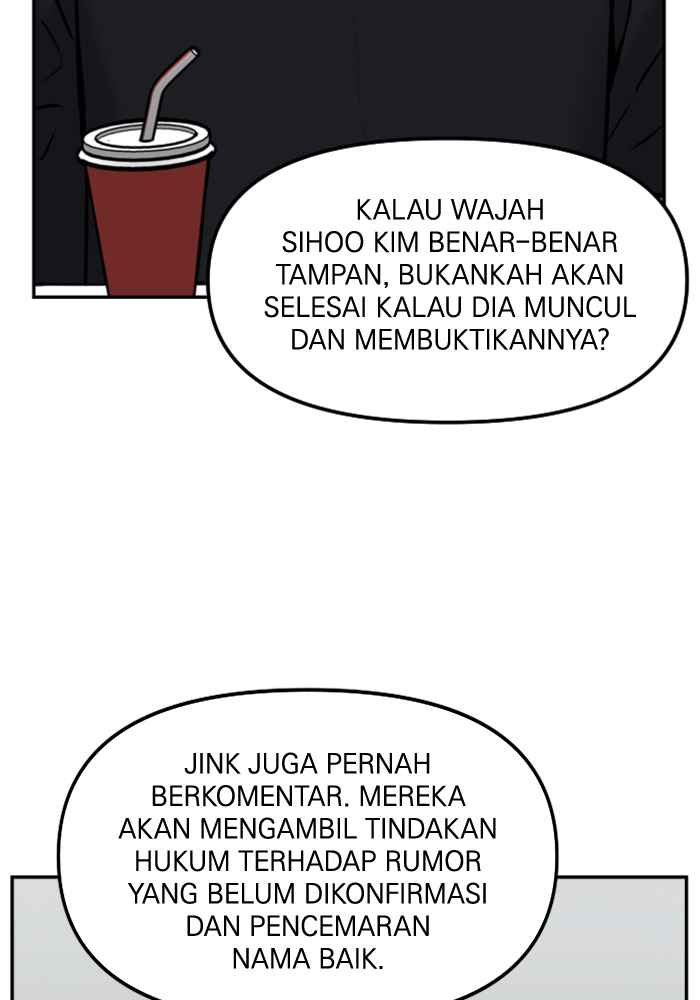 KALAU WAJAH
SIHOO KIM BENAR-BENAR
TAMPAN, BUKANKAH AKAN
SELESAI KALAU DIA MUNCUL
DAN MEMBUKTIKANNYA?
JINK JUGA PERNAH
BERKOMENTAR. MEREKA
AKAN MENGAMBIL TINDAKAN
HUKUM TERHADAP RUMOR
YANG BELUM DIKONFIRMASI
DAN PENCEMARAN
NAMA BAIK.